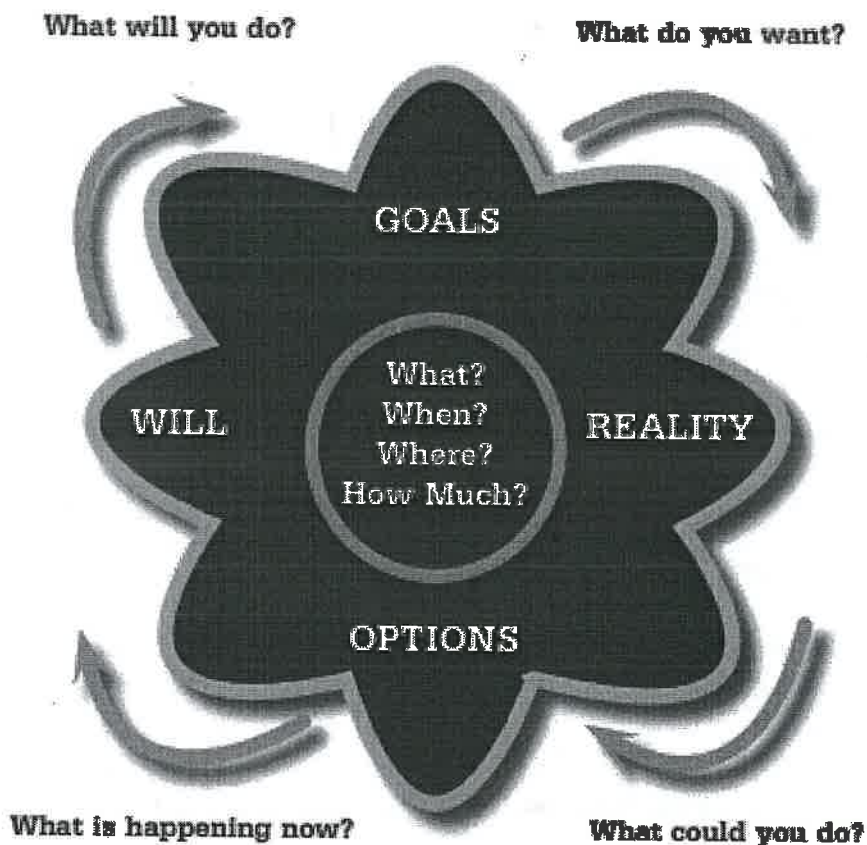 What will you do?
What do you want?
GOALS
What?
When?
Where?
How Much?
WILL
REALITY
OPTIONS
What is happening now?
What could you do?